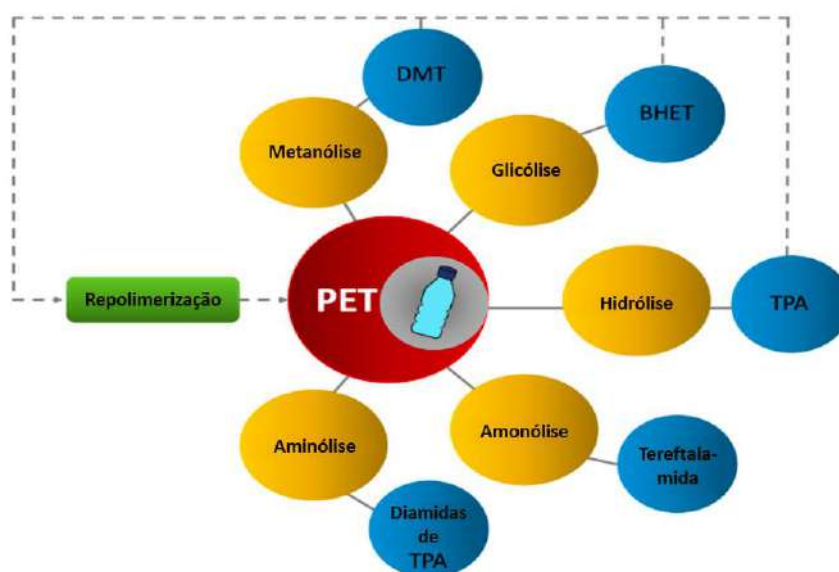 DMT
BHET
Metanólise
Glicólise
Repolimerização
PET
Hidrólise
TPA
Aminólise
Amonólise
Tereftala-
mida
Diamidas
de
TPA